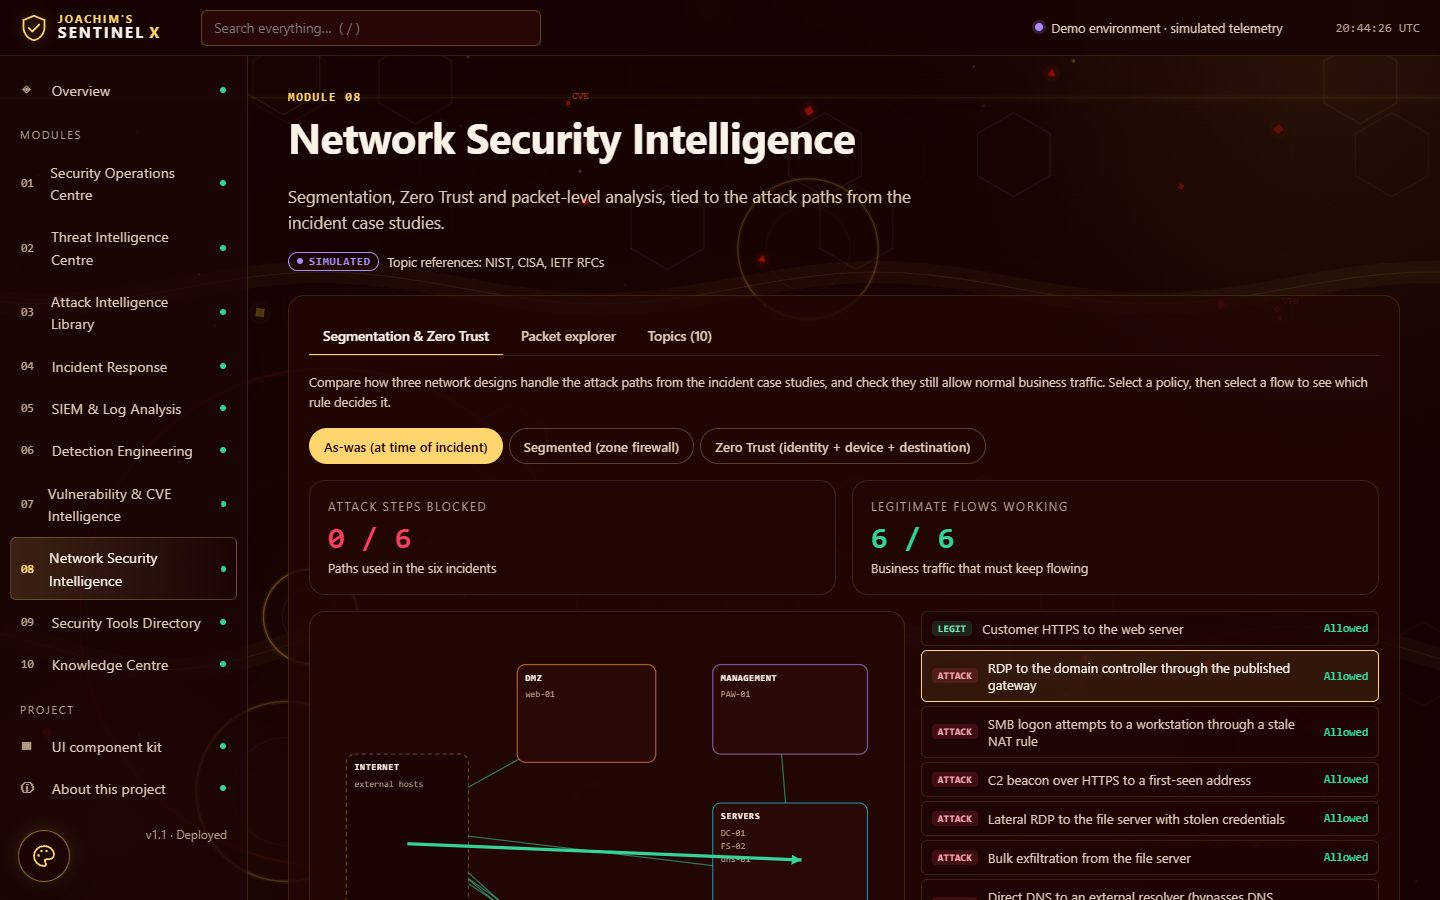 JOACHIM'S
SENTINEL X
Search everything... ( / )
Demo environment · simulated telemetry
20:44:26 UTC
Overview
MODULES
01 Security Operations
Centre
02 Threat Intelligence
Centre
03 Attack Intelligence
Library
04 Incident Response
05 SIEM & Log Analysis
06 Detection Engineering
07 Vulnerability & CVE
Intelligence
08 Network Security
Intelligence
09 Security Tools Directory
10 Knowledge Centre
PROJECT
UI component kit
About this project
v1.1 · Deployed
MODULE 08
CVE
Network Security Intelligence
Segmentation, Zero Trust and packet-level analysis, tied to the attack paths from the
incident case studies.
SIMULATED Topic references: NIST, CISA, IETF RFCs
Segmentation & Zero Trust
Packet explorer
Topics (10)
Compare how three network designs handle the attack paths from the incident case studies, and check they still allow normal business traffic. Select a policy, then select a flow to see which
rule decides it.
As-was (at time of incident)
Segmented (zone firewall)
Zero Trust (identity + device + destination)
ATTACK STEPS BLOCKED
0 / 6
Paths used in the six incidents
LEGITIMATE FLOWS WORKING
6 / 6
Business traffic that must keep flowing
DMZ
web-01
MANAGEMENT
PAW-01
INTERNET
external hosts
SERVERS
DC-01
FS-02
dns-01
LEGIT Customer HTTPS to the web server Allowed
ATTACK RDP to the domain controller through the published
gateway Allowed
ATTACK SMB logon attempts to a workstation through a stale
NAT rule Allowed
ATTACK C2 beacon over HTTPS to a first-seen address Allowed
ATTACK Lateral RDP to the file server with stolen credentials Allowed
ATTACK Bulk exfiltration from the file server Allowed
Direct DNS to an external resolver (bypasses DNS